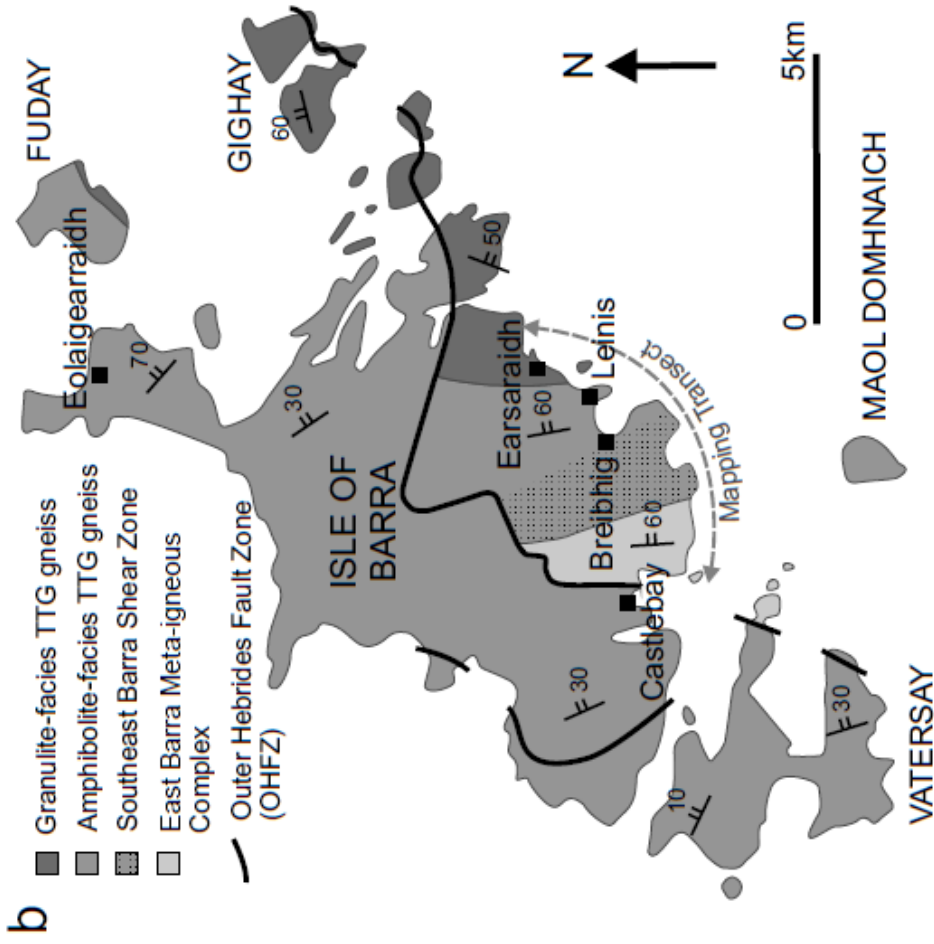 b
Granulite-facies TTG gneiss
Amphibolite-facies TTG gneiss
Southeast Barra Shear Zone
East Barra Meta-igneous
Complex
Outer Hebrides Fault Zone
(OHFZ)
FUDAY
Eolaigearraidh
70
GIGHAY
60
30
ISLE OF
BARRA
50
N
Earsaraidh
60
Leinis
Breibhig
60
Mapping Transect
Castlebay
30
10
30
VATERSAY
0
5km
MAOL DOMHNAICH